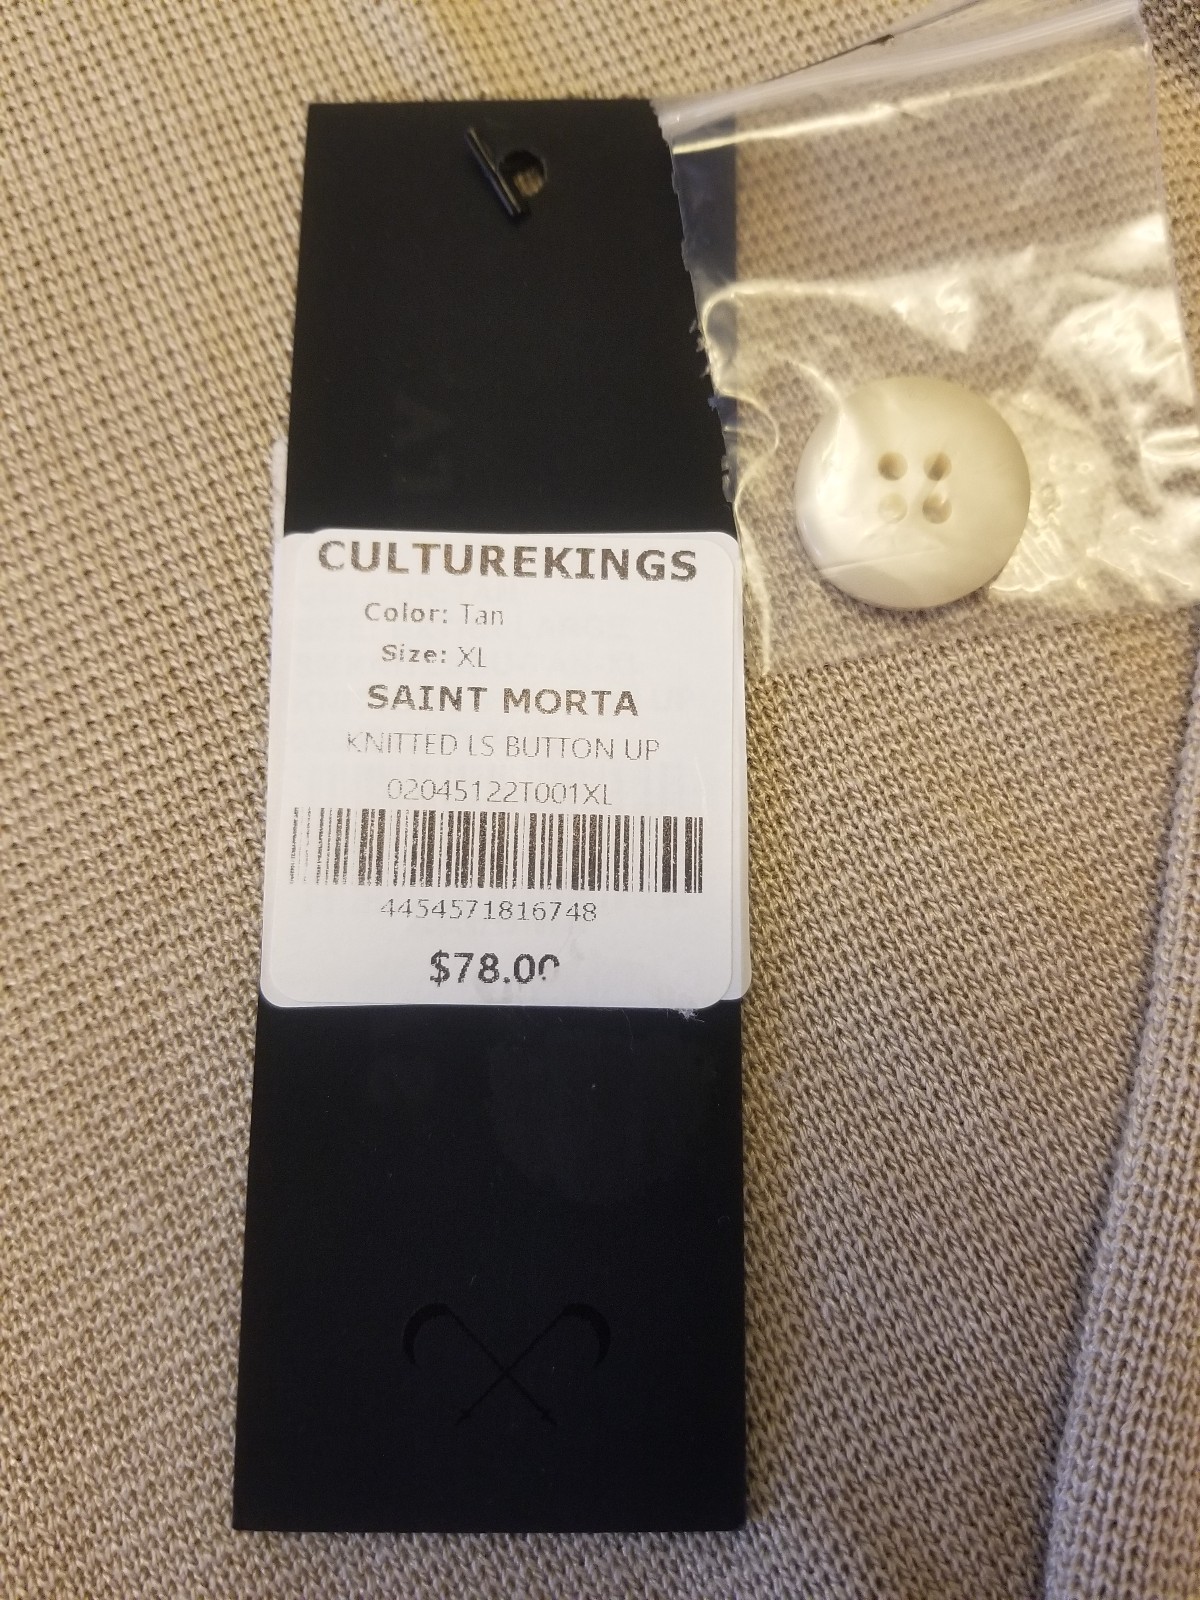 CULTUREKINGS
Color: Tan
Size: XL
SAINT MORTA
KNITTED LS BUTTON UP
02045122T001XL
4454571816748
$78.00